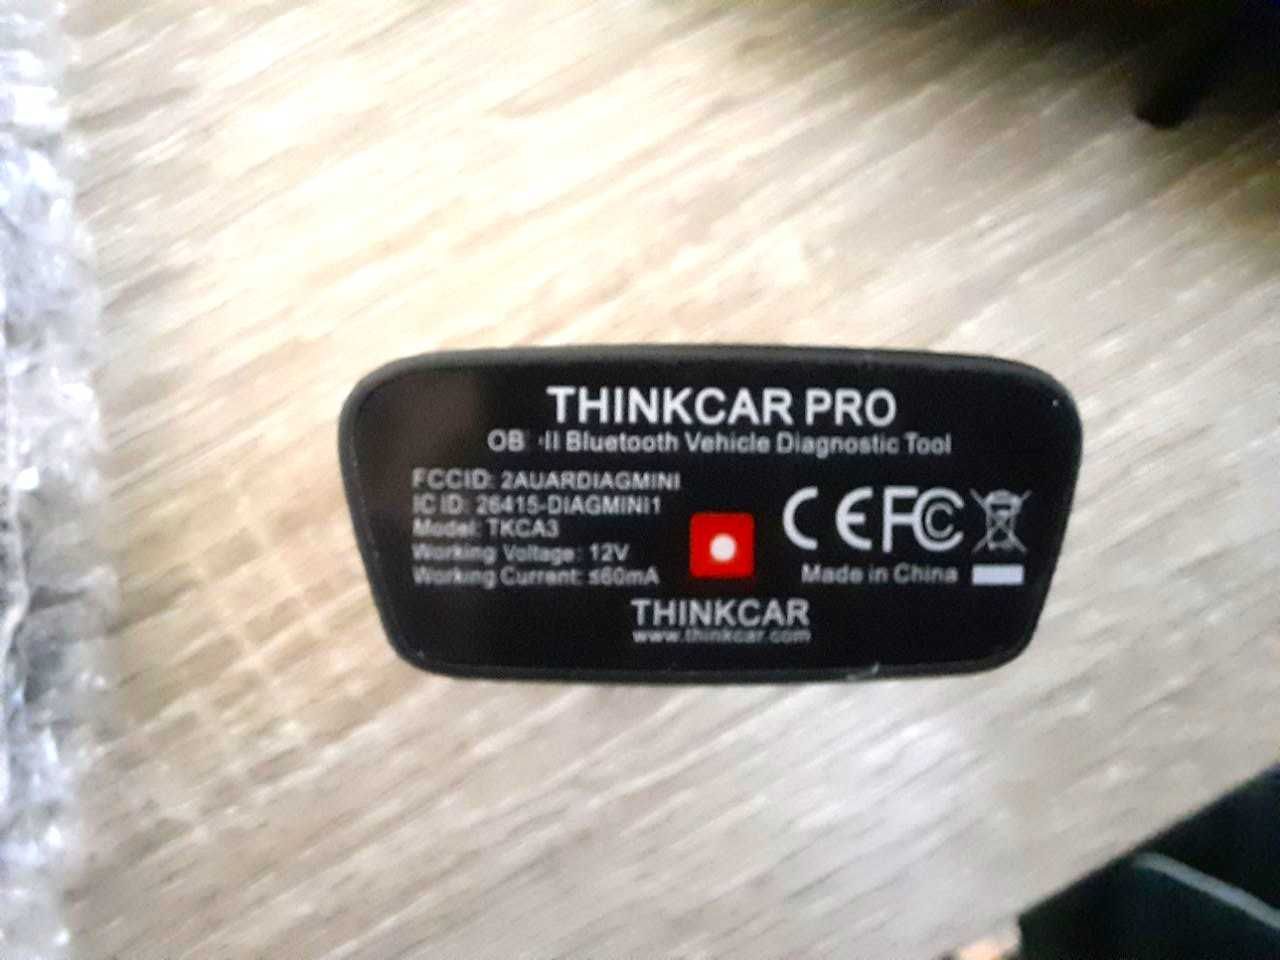 THINKCAR PRO
OB -II Bluetooth Vehicle Diagnostic Tool
FCCID: 2AUARDIAGMINI
IC ID: 26415-DIAGMINI1
Model: TKCA3
Working Voltage: 12V
Working Current: ≤60mA
CE FC
Made in China
THINKCAR
www.thinkcar.com